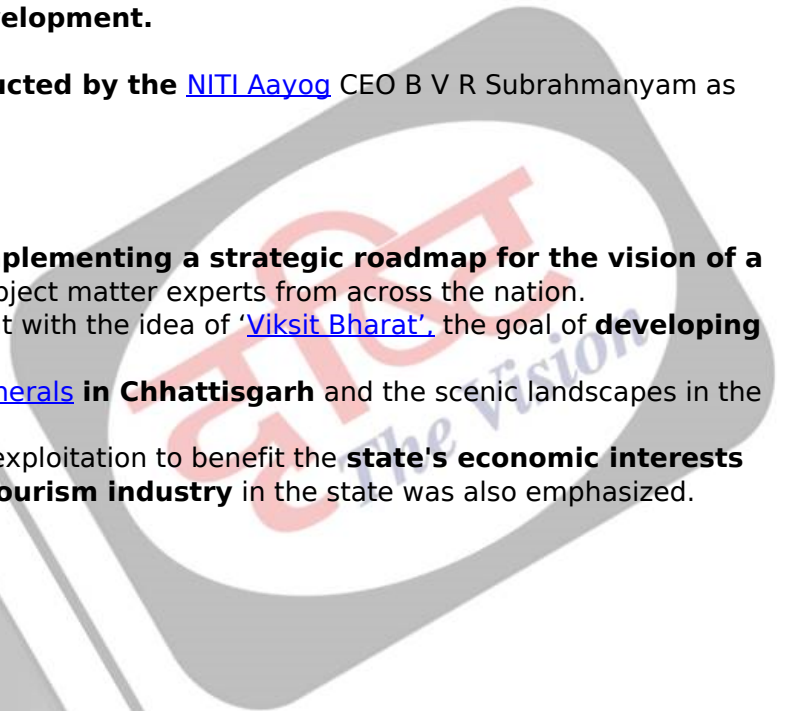 elopment.
ucted by the NITI Aayog CEO B V R Subrahmanyam as
plementing a strategic roadmap for the vision of a
bject matter experts from across the nation.
t with the idea of ‘Viksit Bharat’, the goal of developing
nerals in Chhattisgarh and the scenic landscapes in the
exploitation to benefit the state's economic interests
ourism industry in the state was also emphasized.
दृष्टि
The Vision